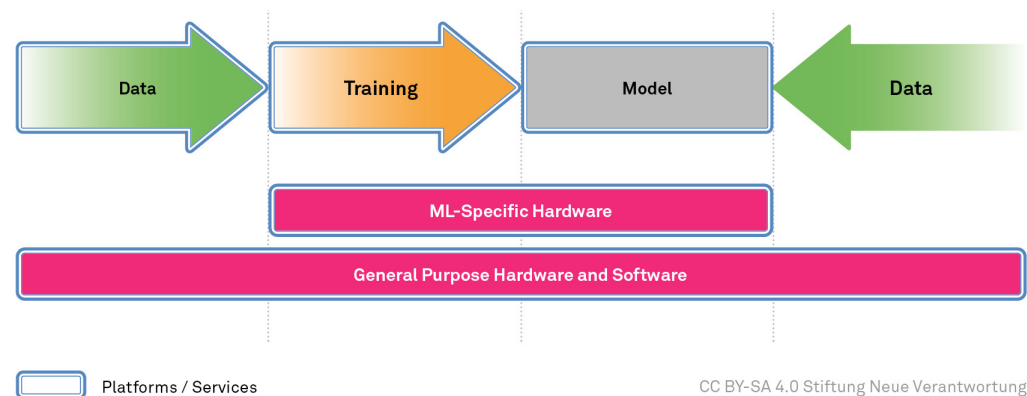 Data
Training
Model
Data
ML-Specific Hardware
General Purpose Hardware and Software
Platforms / Services
CC BY-SA 4.0 Stiftung Neue Verantwortung